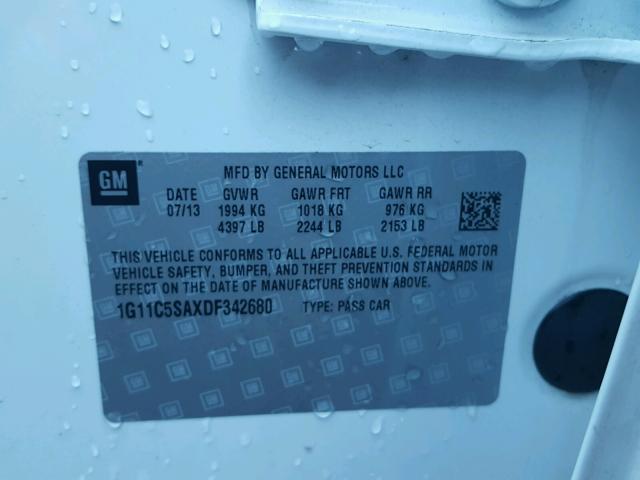 GM
MFD BY GENERAL MOTORS LLC
DATE GVWR GAWR FRT GAWR RR
07/13 1994 KG 1018 KG 976 KG
4397 LB 2244 LB 2153 LB
THIS VEHICLE CONFORMS TO ALL APPLICABLE U.S. FEDERAL MOTOR
VEHICLE SAFETY, BUMPER, AND THEFT PREVENTION STANDARDS IN
EFFECT ON THE DATE OF MANUFACTURE SHOWN ABOVE.
1G11C5SAXDF342680 TYPE: PASS CAR